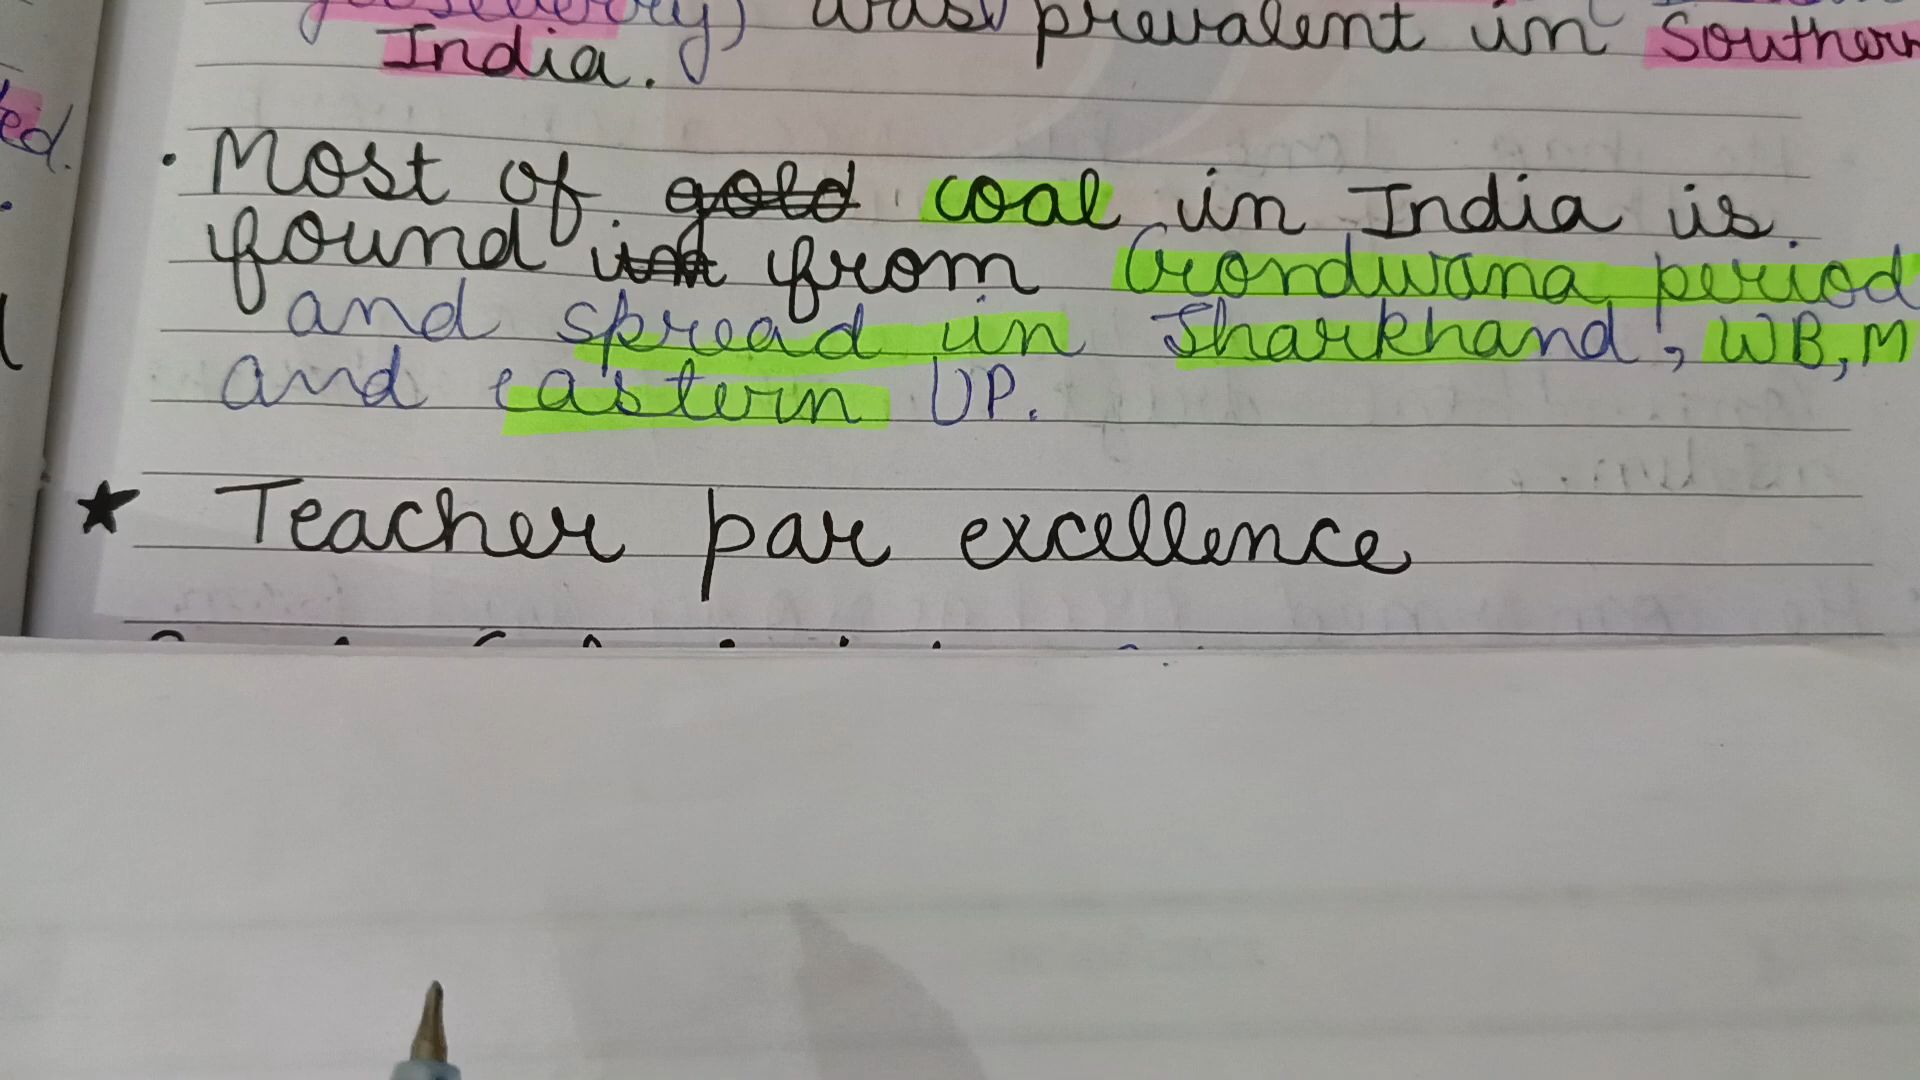 was prevalent in Southern
India.
ed.
. Most of gold coal in India is
found from Gondwana period
and spread in Jharkhand, WB, M
and eastern UP.
★ Teacher par excellence